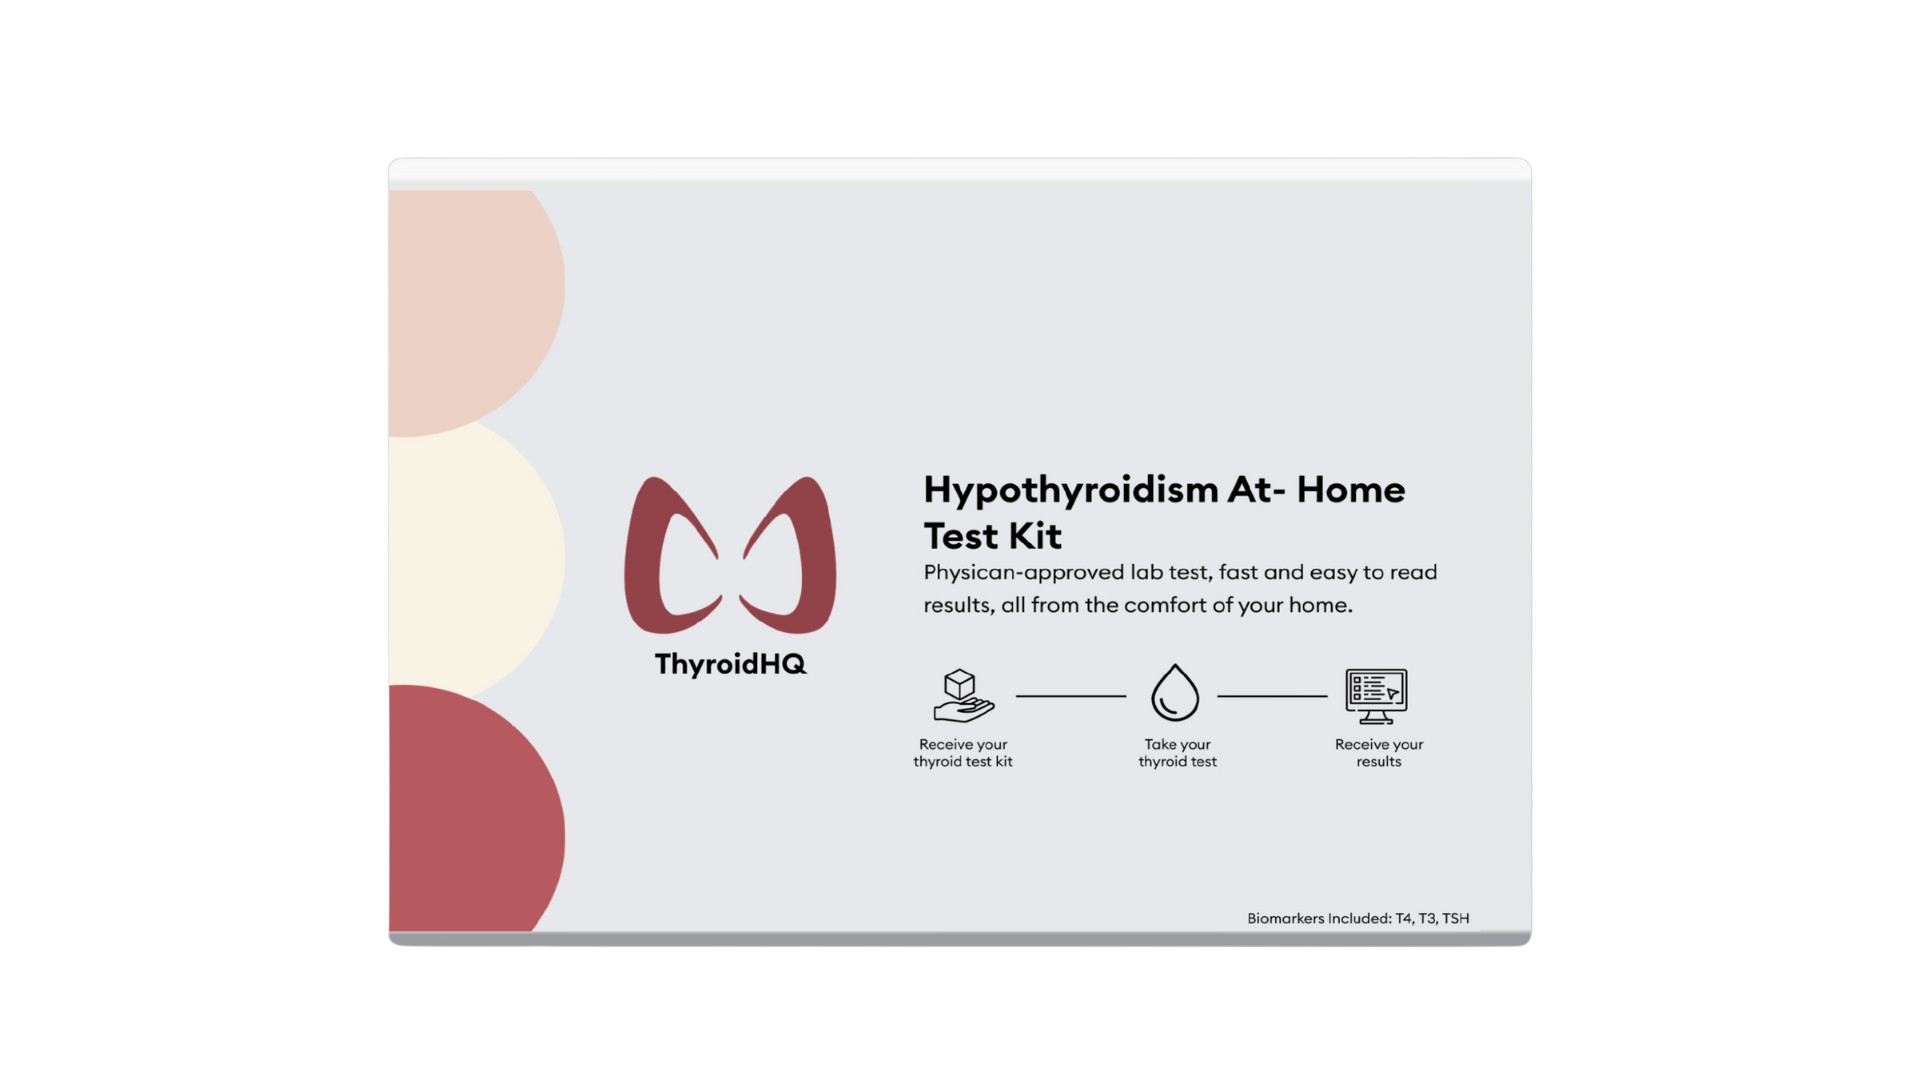 Hypothyroidism At- Home
Test Kit
Physican-approved lab test, fast and easy to read
results, all from the comfort of your home.
ThyroidHQ
Receive your
thyroid test kit
Take your
thyroid test
Receive your
results
Biomarkers Included: T4, T3, TSH